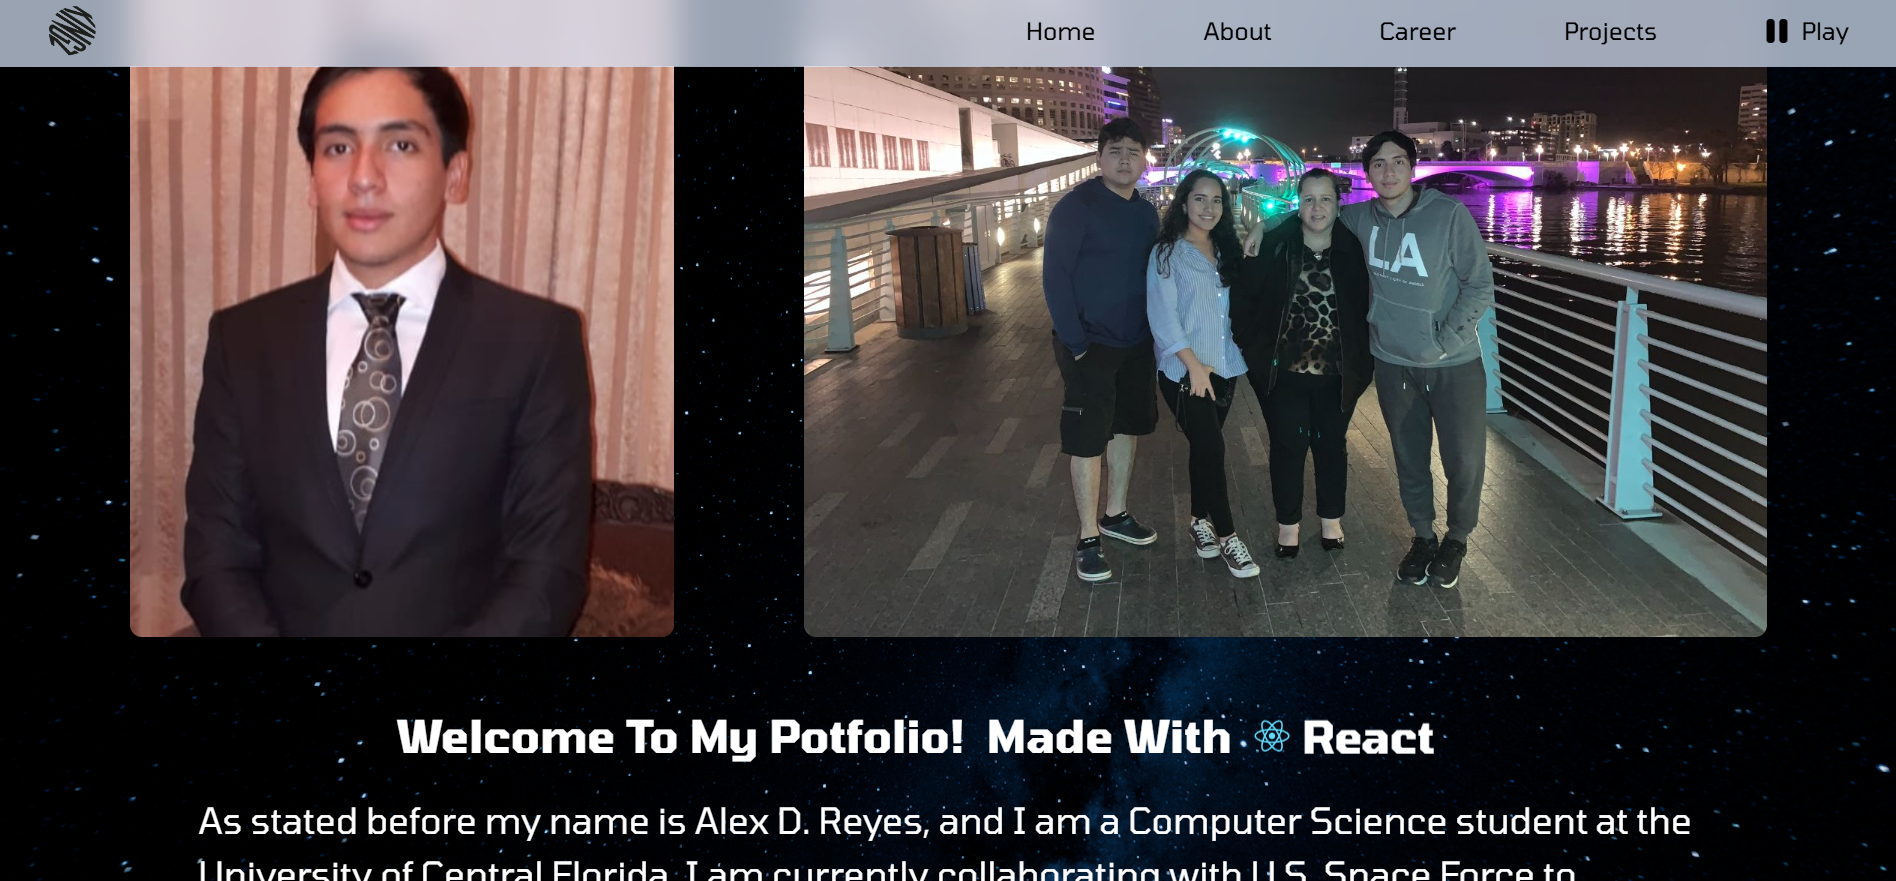 Home About Career Projects Play
LA
Welcome To My Potfolio! Made With React
As stated before my name is Alex D. Reyes, and I am a Computer Science student at the
University of Central Florida. I am currently collaborating with U.S. Space Force to